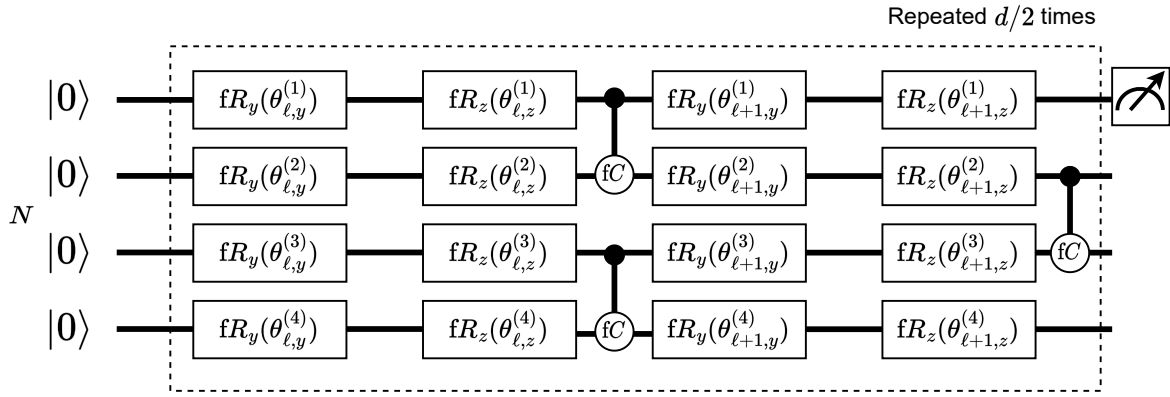 Repeated d/2 times
|0⟩ fR_y(θ_{ℓ,y}^{(1)}) fR_z(θ_{ℓ,z}^{(1)}) fR_y(θ_{ℓ+1,y}^{(1)}) fR_z(θ_{ℓ+1,z}^{(1)})
|0⟩ fR_y(θ_{ℓ,y}^{(2)}) fR_z(θ_{ℓ,z}^{(2)}) fC fR_y(θ_{ℓ+1,y}^{(2)}) fR_z(θ_{ℓ+1,z}^{(2)})
N
|0⟩ fR_y(θ_{ℓ,y}^{(3)}) fR_z(θ_{ℓ,z}^{(3)}) fR_y(θ_{ℓ+1,y}^{(3)}) fR_z(θ_{ℓ+1,z}^{(3)}) fC
|0⟩ fR_y(θ_{ℓ,y}^{(4)}) fR_z(θ_{ℓ,z}^{(4)}) fC fR_y(θ_{ℓ+1,y}^{(4)}) fR_z(θ_{ℓ+1,z}^{(4)})